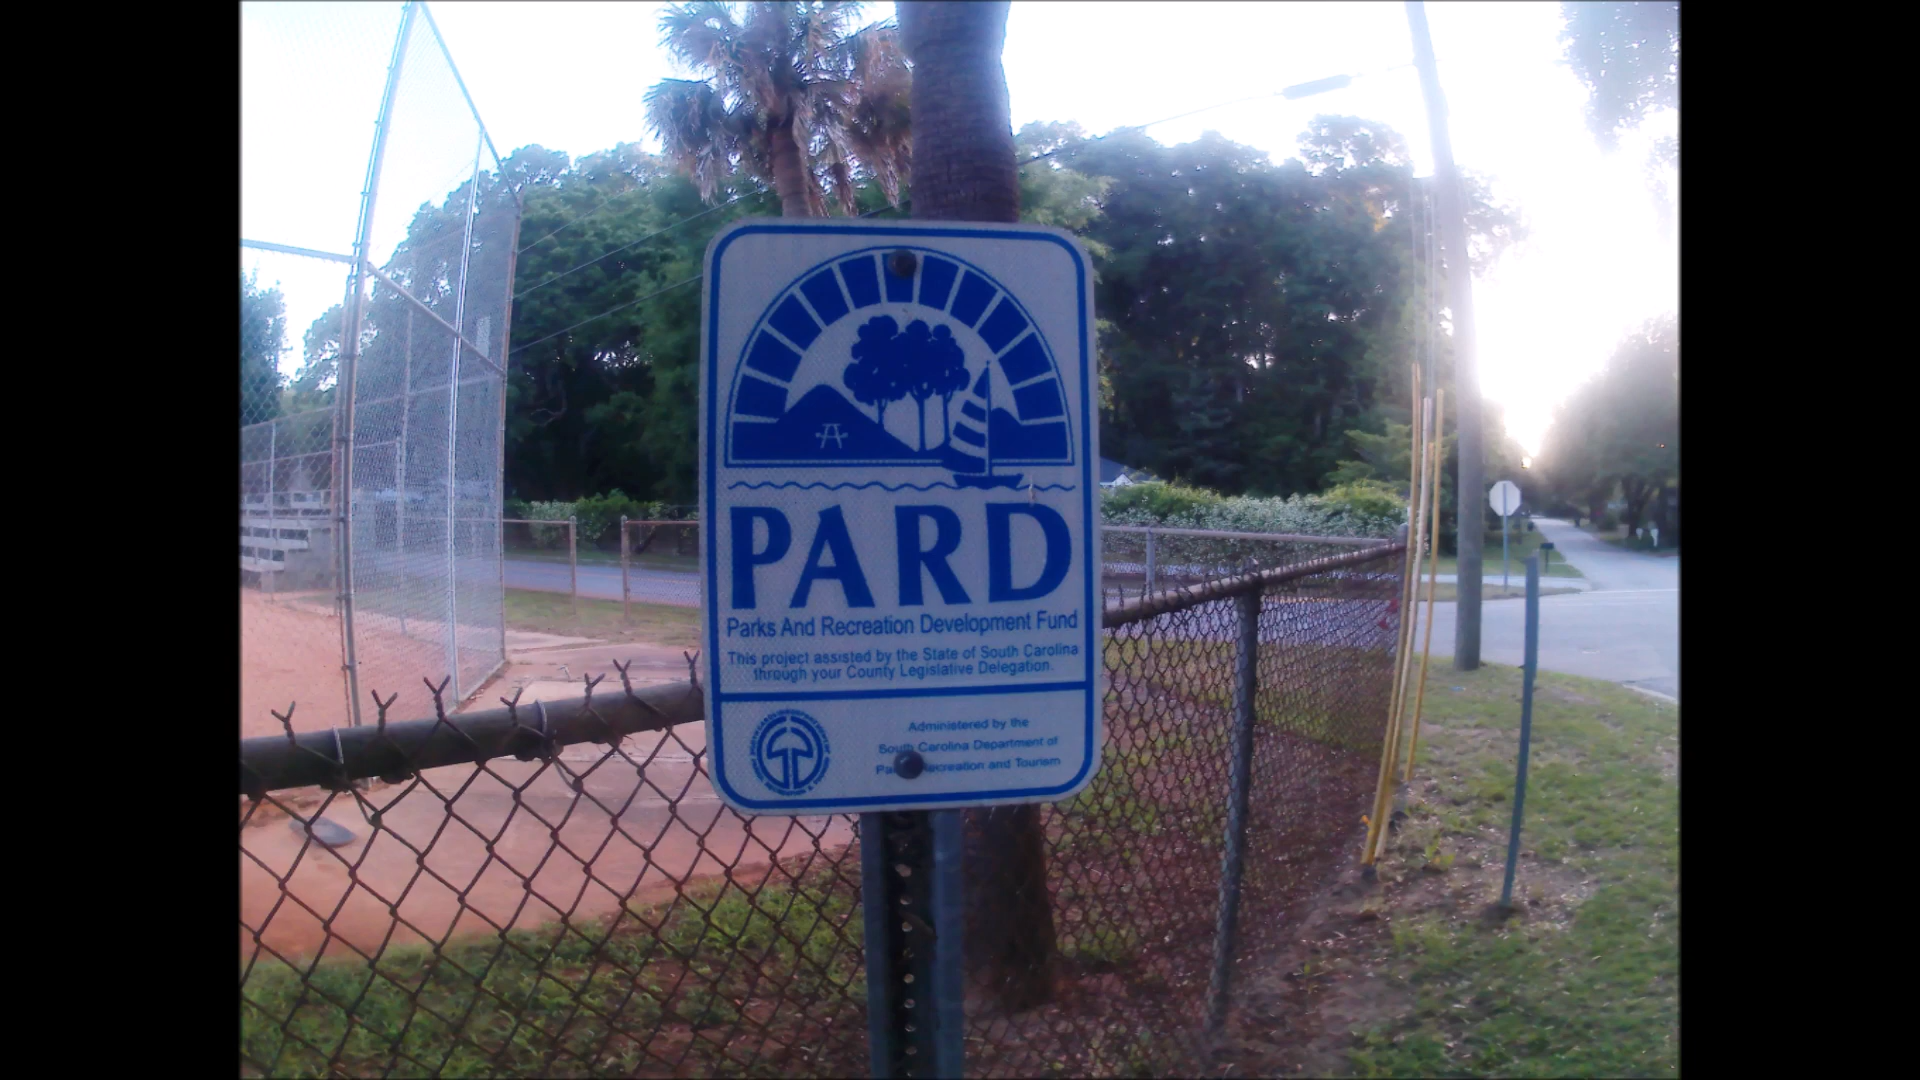 PARD
Parks And Recreation Development Fund
This project assisted by the State of South Carolina
through your County Legislative Delegation.
Administered by the
South Carolina Department of
Recreation and Tourism